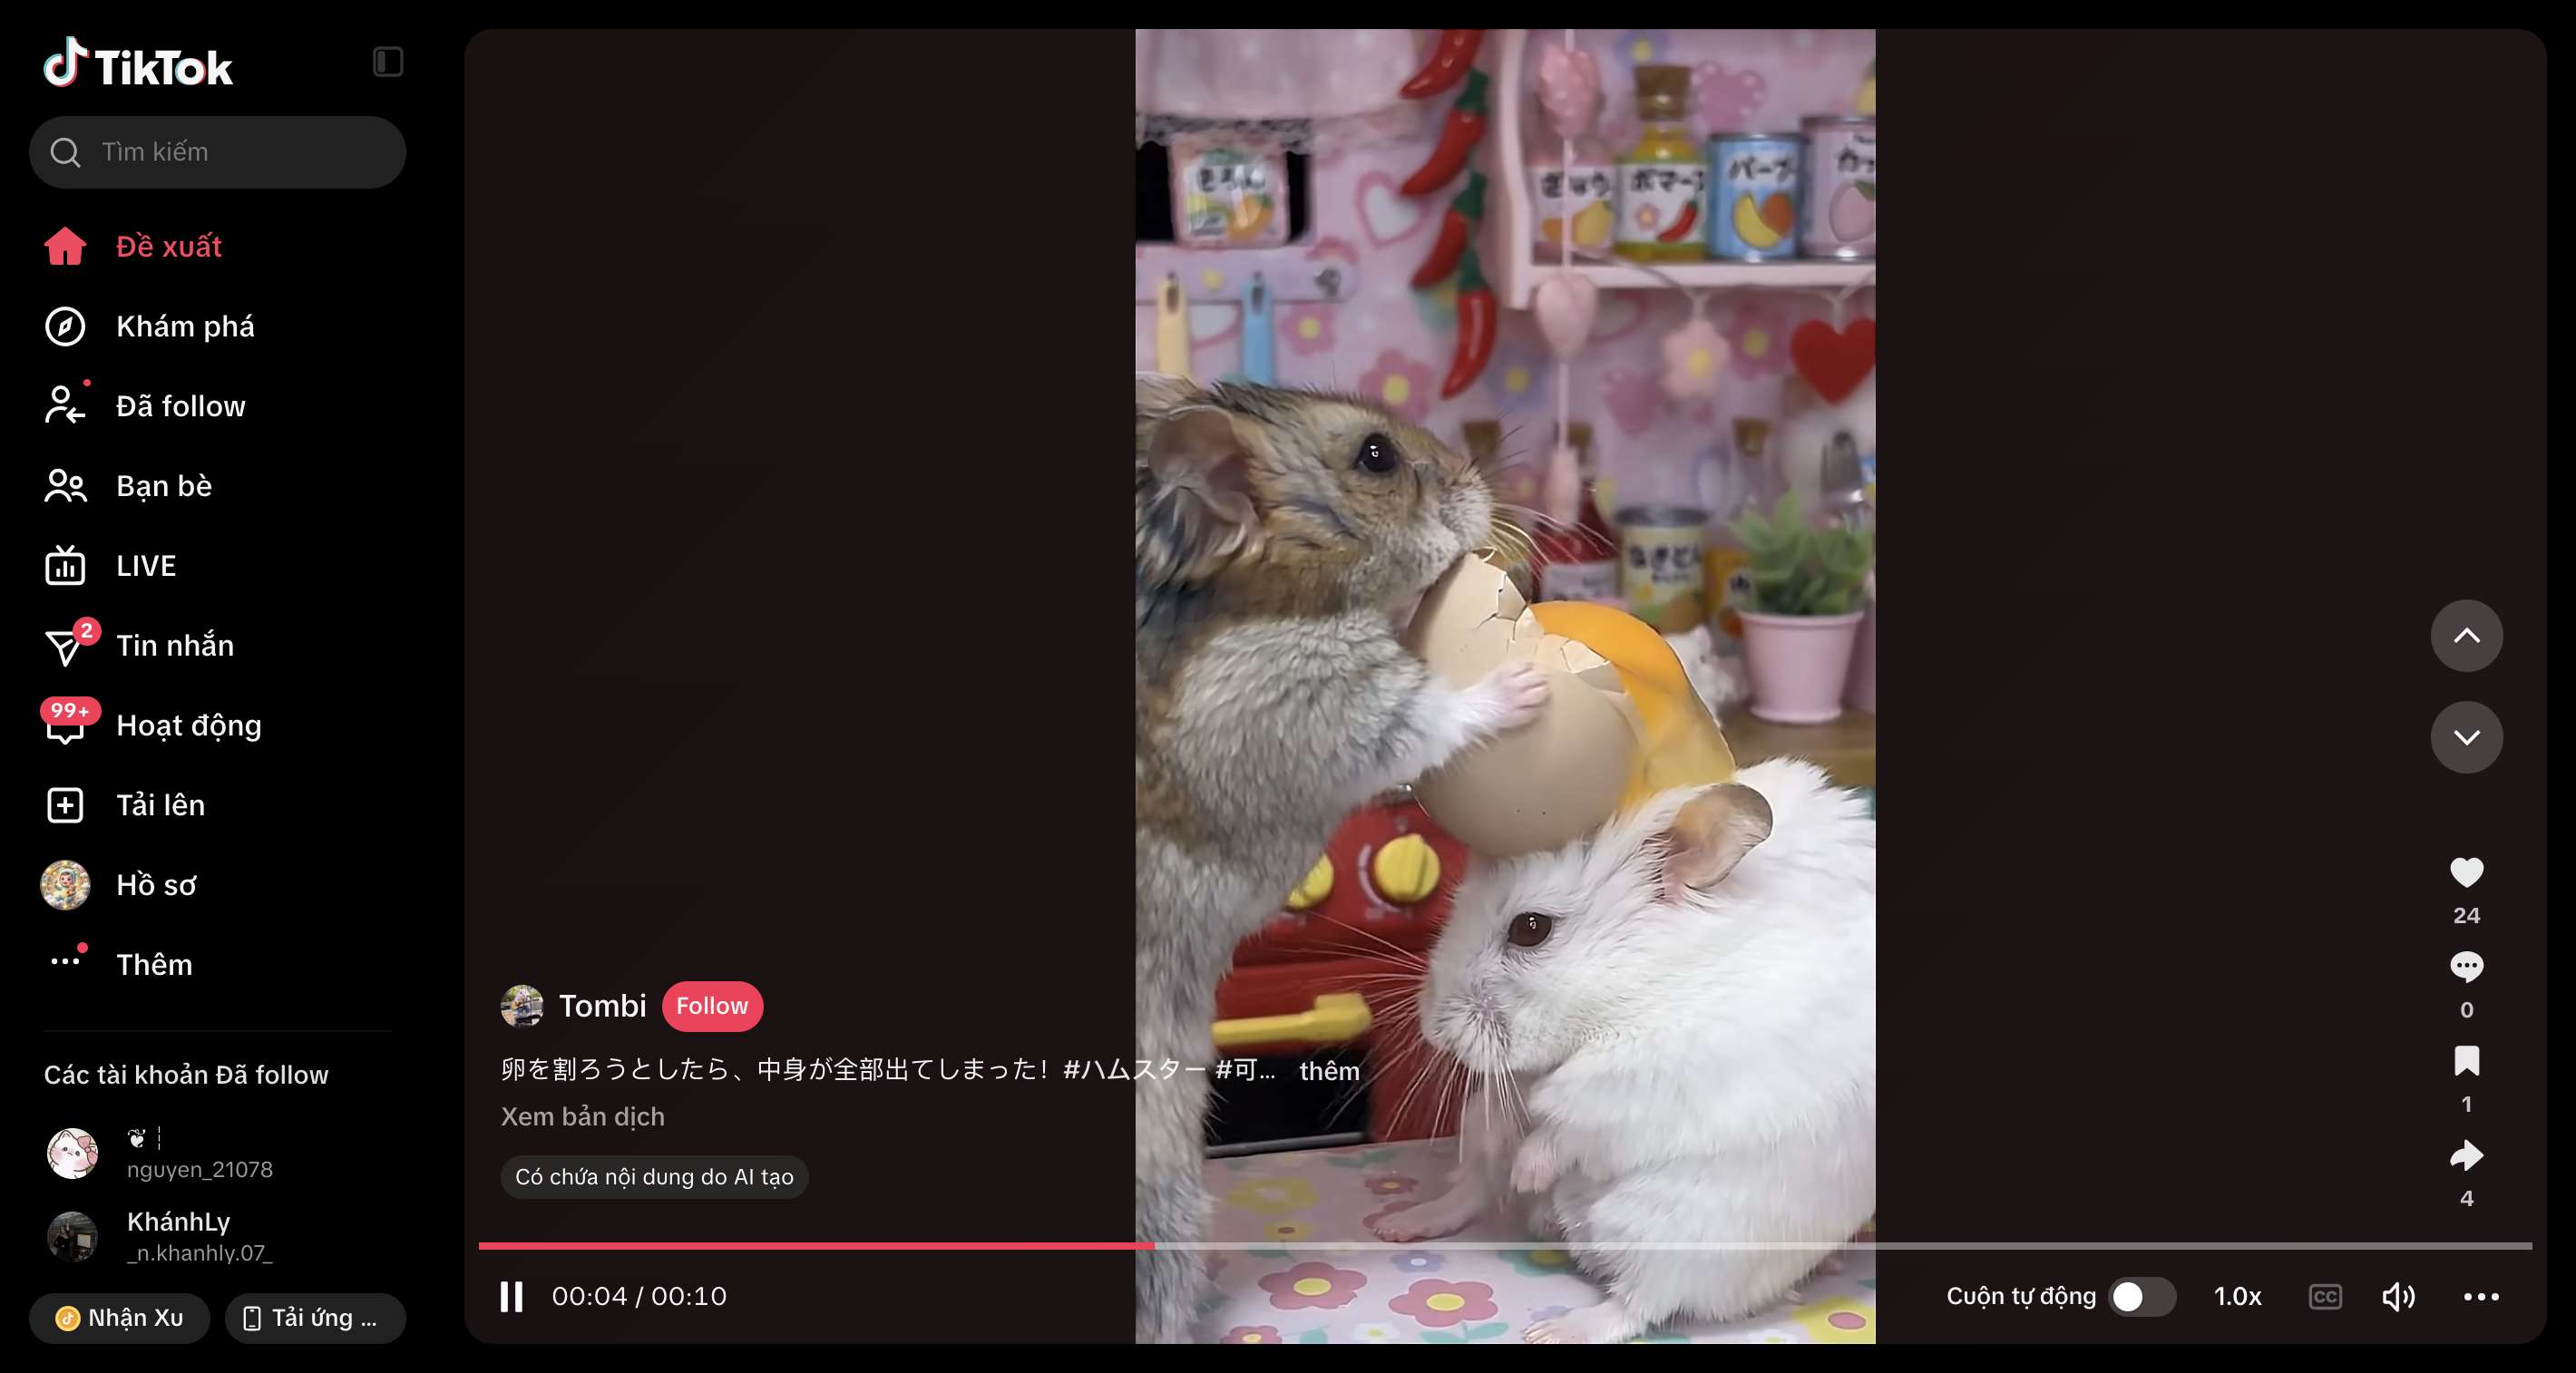 TikTok
Tìm kiếm
Đề xuất
Khám phá
Đã follow
Bạn bè
LIVE
2
Tin nhắn
99+
Hoạt động
Tải lên
Hồ sơ
Thêm
Các tài khoản Đã follow
nguyen_21078
KhánhLy
_n.khanhly.07_
Nhận Xu
Tải ứng ...
パープ
Tombi
Follow
卵を割ろうとしたら、中身が全部出てしまった！#ハムスター #可... thêm
Xem bản dịch
Có chứa nội dung do AI tạo
24
0
1
4
00:04 / 00:10
Cuộn tự động
1.0x
CC